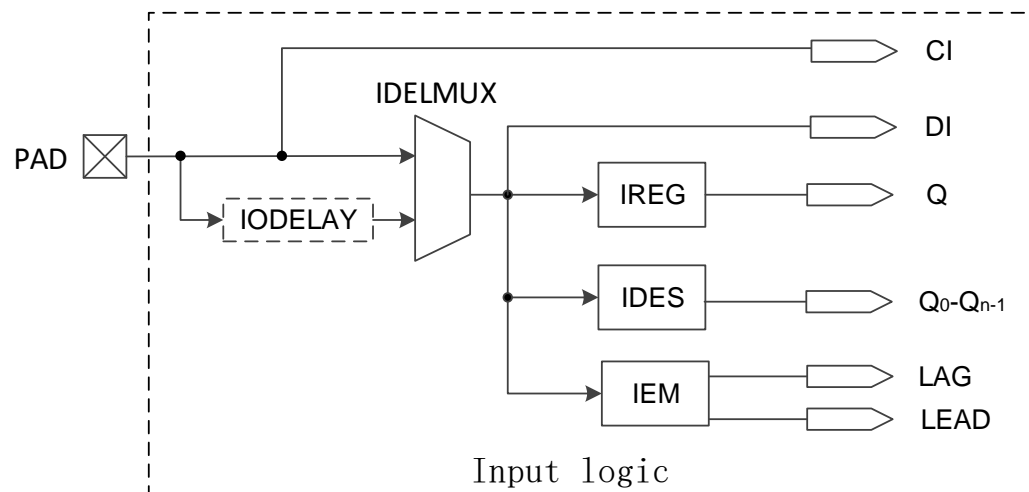 CI
IDELMUX
DI
PAD
IREG
Q
IODELAY
IDES
Q0-Qn-1
LAG
IEM
LEAD
Input logic